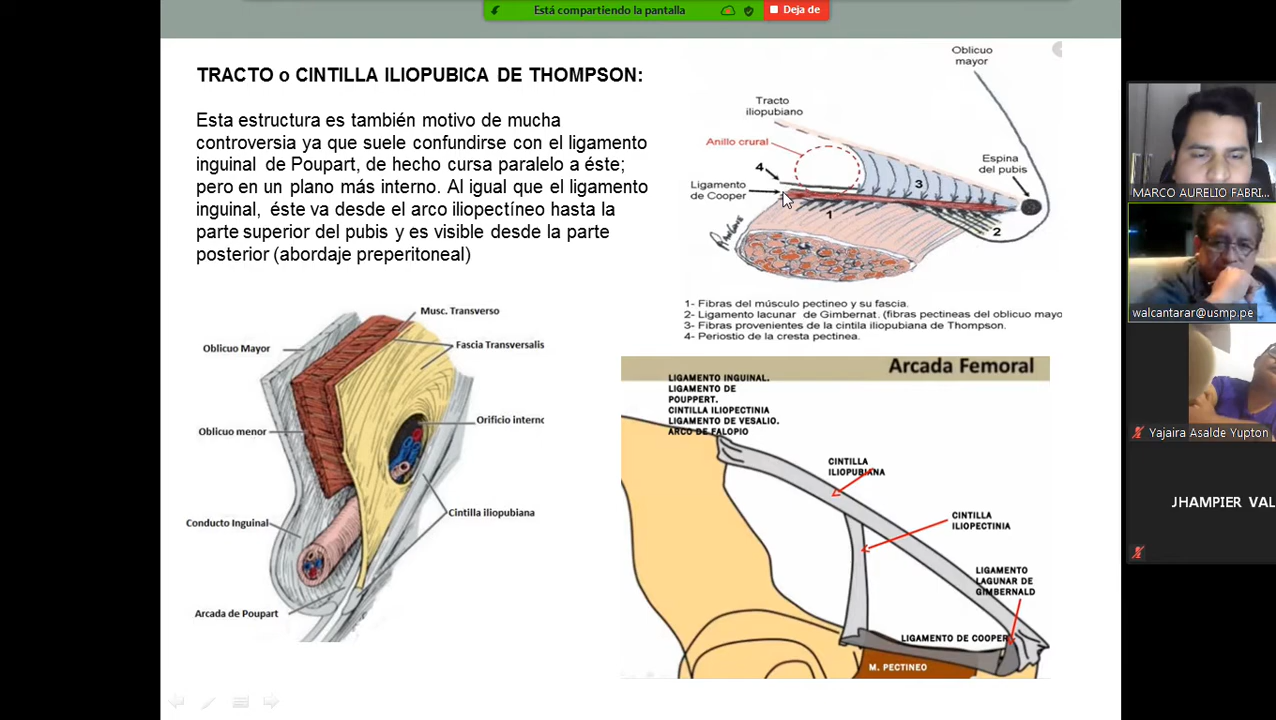 Está compartiendo la pantalla
Deja de
TRACTO o CINTILLA ILIOPUBICA DE THOMPSON:
Esta estructura es también motivo de mucha
controversia ya que suele confundirse con el ligamento
inguinal de Poupart, de hecho cursa paralelo a éste;
pero en un plano más interno. Al igual que el ligamento
inguinal, éste va desde el arco iliopectíneo hasta la
parte superior del pubis y es visible desde la parte
posterior (abordaje preperitoneal)
Oblicuo
mayor
Tracto
iliopubiano
Anillo crural
4
Ligamento
de Cooper
Espina
del pubis
3
1
2
1- Fibras del músculo pectineo y su fascia.
2- Ligamento lacunar de Gimbernat. (fibras pectineas del oblicuo mayo
3- Fibras provenientes de la cintila iliopubiana de Thompson.
4- Periostio de la cresta pectinea.
Musc. Transverso
Oblicuo Mayor
Fascia Transversalis
Orificio interno
Oblicuo menor
Cintilla iliopubiana
Conducto Inguinal
Arcada de Poupart
Arcada Femoral
LIGAMENTO INGUINAL.
LIGAMENTO DE
POUPPERT.
CINTILLA ILIOPECTINIA
LIGAMENTO DE VESALIO.
ARCO DE FALOPIO
CINTILLA
ILIOPUBIANA
CINTILLA
ILIOPECTINIA
LIGAMENTO
LAGUNAR DE
GIMBERNALD
LIGAMENTO DE COOPER
M. PECTINEO
MARCO AURELIO FABRI...
walcantarar@usmp.pe
Yajaira Asalde Yupton
JHAMPIER VAL